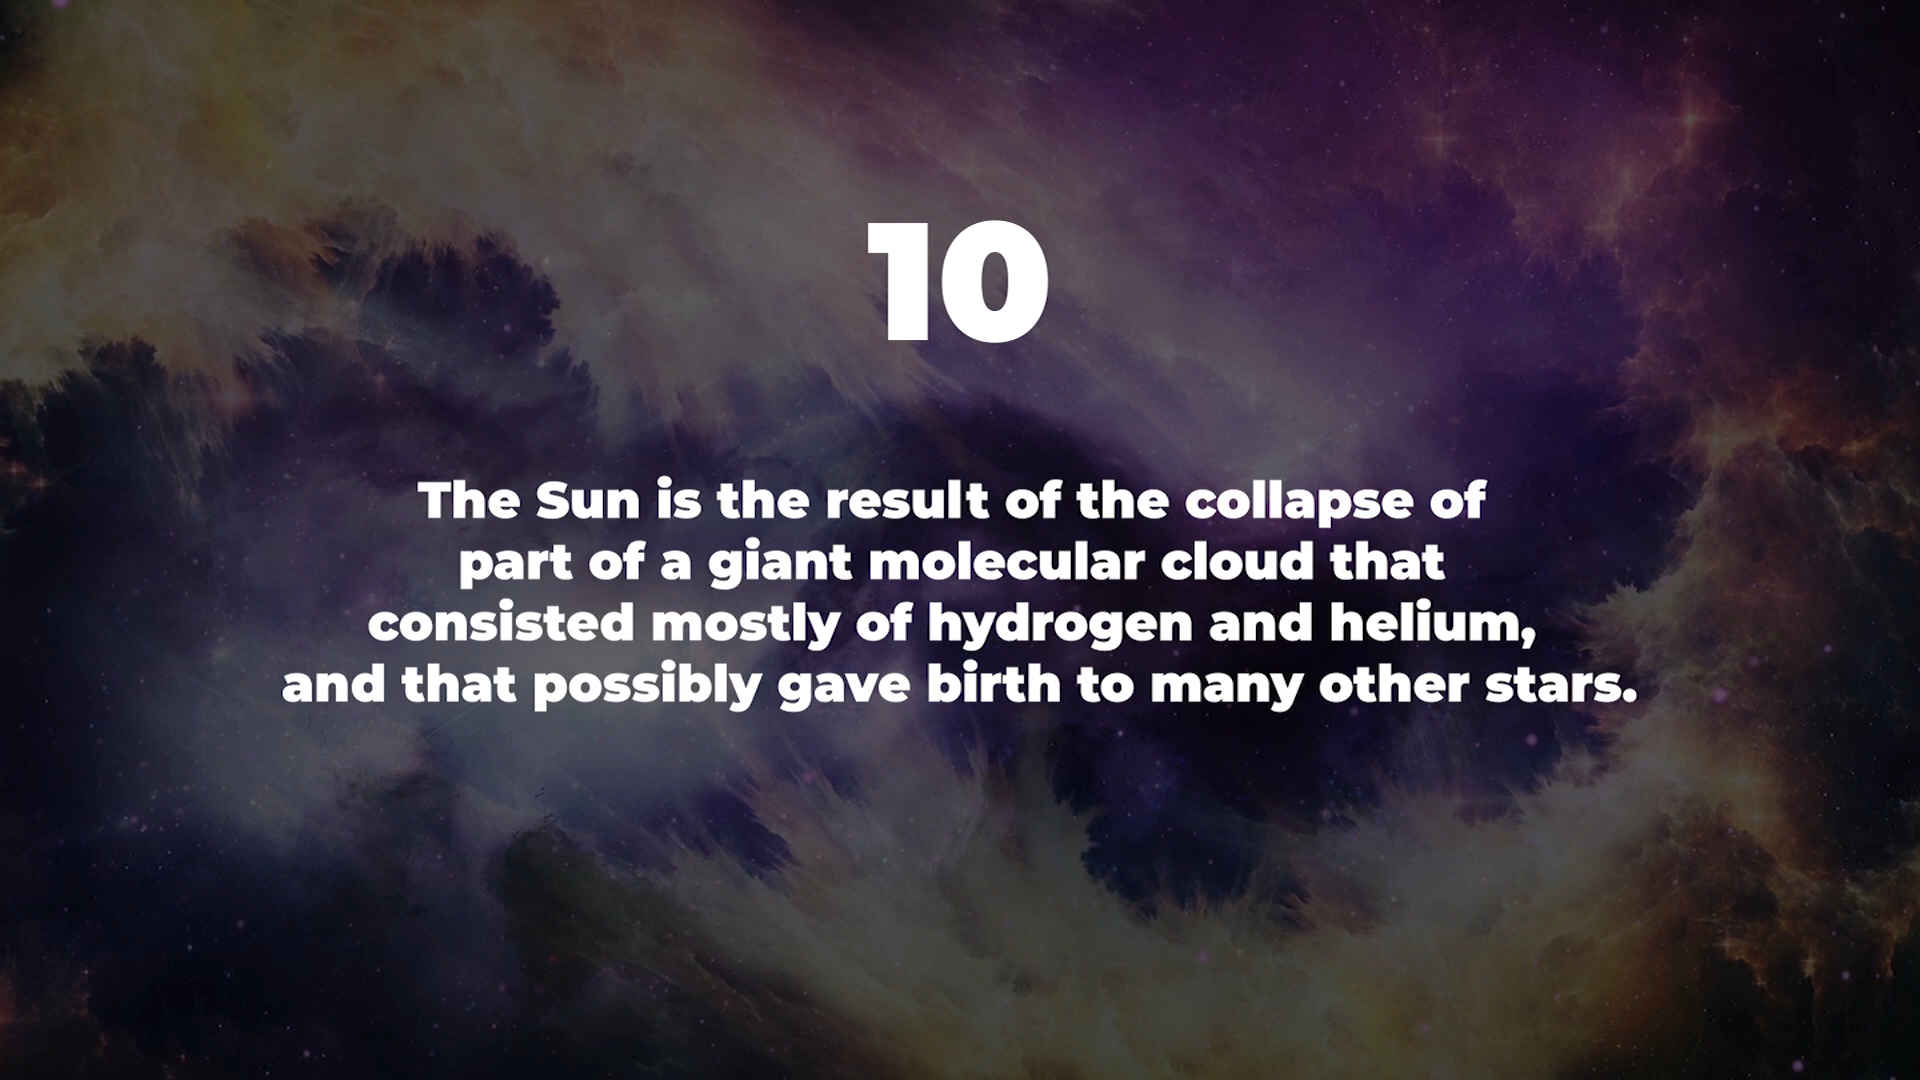 10
The Sun is the result of the collapse of
part of a giant molecular cloud that
consisted mostly of hydrogen and helium,
and that possibly gave birth to many other stars.